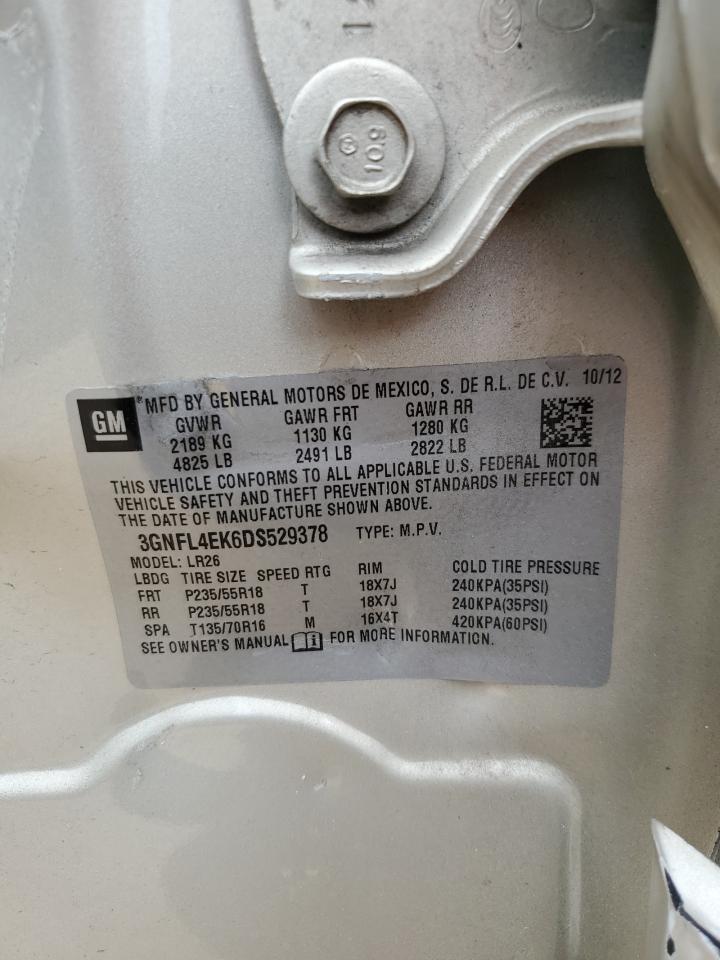 12
10.9
GM
®MFD BY GENERAL MOTORS DE MEXICO, S. DE R.L. DE C.V. 10/12
GVWR GAWR FRT GAWR RR
2189 KG 1130 KG 1280 KG
4825 LB 2491 LB 2822 LB
THIS VEHICLE CONFORMS TO ALL APPLICABLE U.S. FEDERAL MOTOR
VEHICLE SAFETY AND THEFT PREVENTION STANDARDS IN EFFECT ON
THE DATE OF MANUFACTURE SHOWN ABOVE.
3GNFL4EK6DS529378 TYPE: M.P.V.
MODEL: LR26
LBDG TIRE SIZE SPEED RTG RIM COLD TIRE PRESSURE
FRT P235/55R18 T 18X7J 240KPA(35PSI)
RR P235/55R18 T 18X7J 240KPA(35PSI)
SPA T135/70R16 M 16X4T 420KPA(60PSI)
SEE OWNER'S MANUAL FOR MORE INFORMATION.